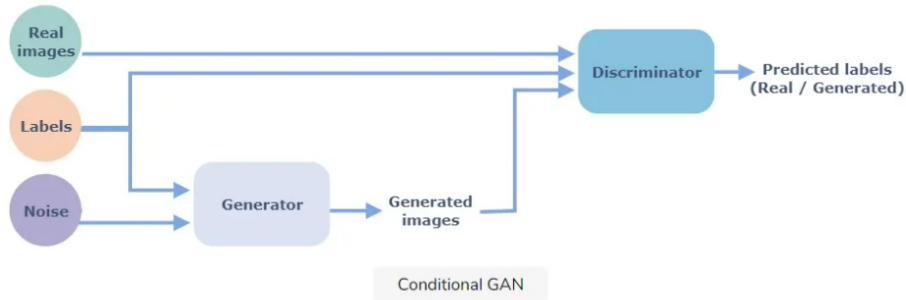 Real
images
Labels
Noise
Generator
Generated
images
Discriminator
Predicted labels
(Real / Generated)
Conditional GAN